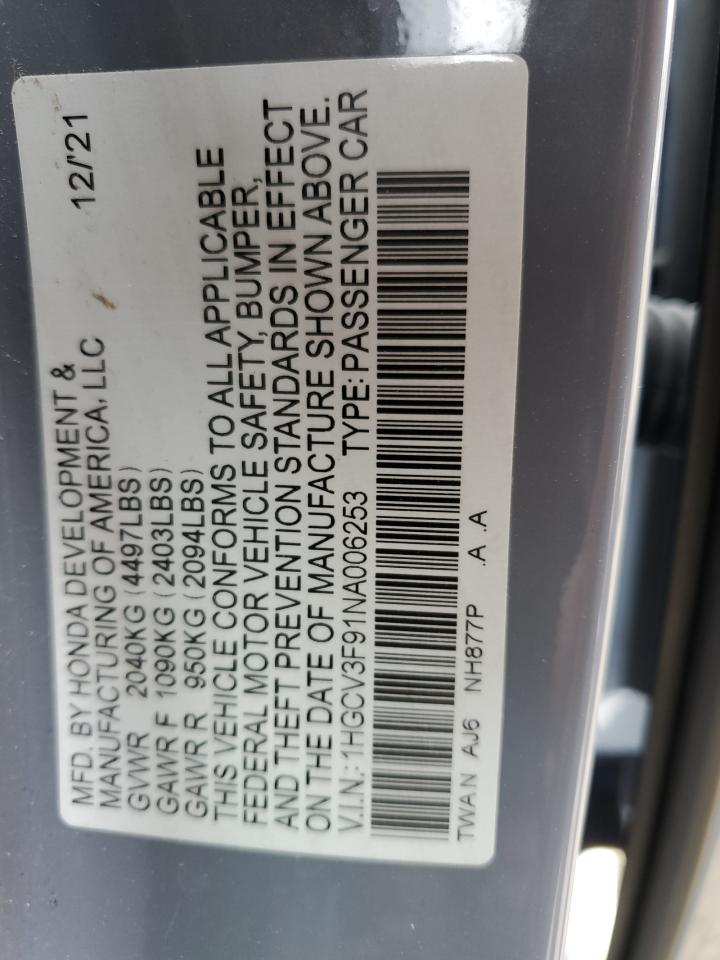 MFD. BY HONDA DEVELOPMENT &
MANUFACTURING OF AMERICA, LLC 12/'21
GVWR 2040KG (4497LBS)
GAWR F 1090KG (2403LBS)
GAWR R 950KG (2094LBS)
THIS VEHICLE CONFORMS TO ALL APPLICABLE
FEDERAL MOTOR VEHICLE SAFETY, BUMPER,
AND THEFT PREVENTION STANDARDS IN EFFECT
ON THE DATE OF MANUFACTURE SHOWN ABOVE.
V.I.N.: 1HGCV3F91NA006253 TYPE: PASSENGER CAR
TWAN AJ6 NH877P .A .A